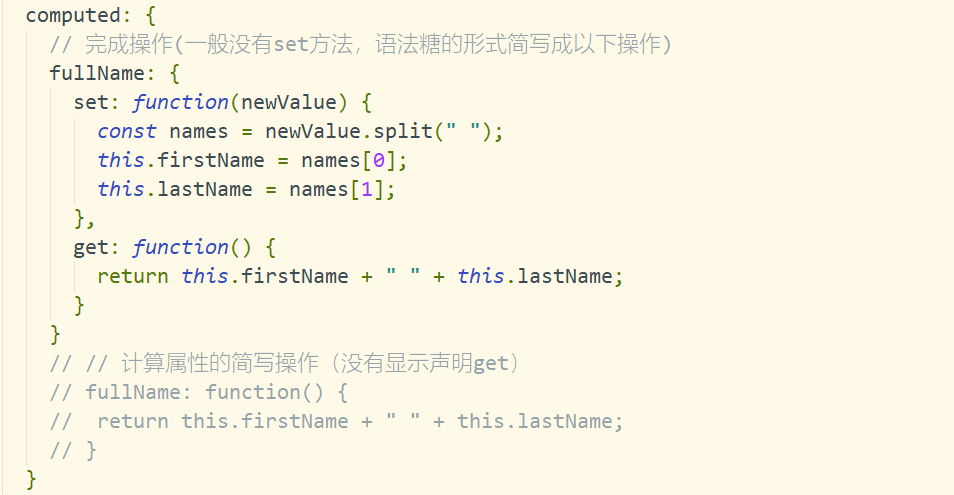 computed: {
// 完成操作(一般没有set方法，语法糖的形式简写成以下操作)
fullName: {
set: function(newValue) {
const names = newValue.split(" ");
this.firstName = names[0];
this.lastName = names[1];
},
get: function() {
return this.firstName + " " + this.lastName;
}
}
// // 计算属性的简写操作（没有显示声明get）
// fullName: function() {
//  return this.firstName + " " + this.lastName;
// }
}